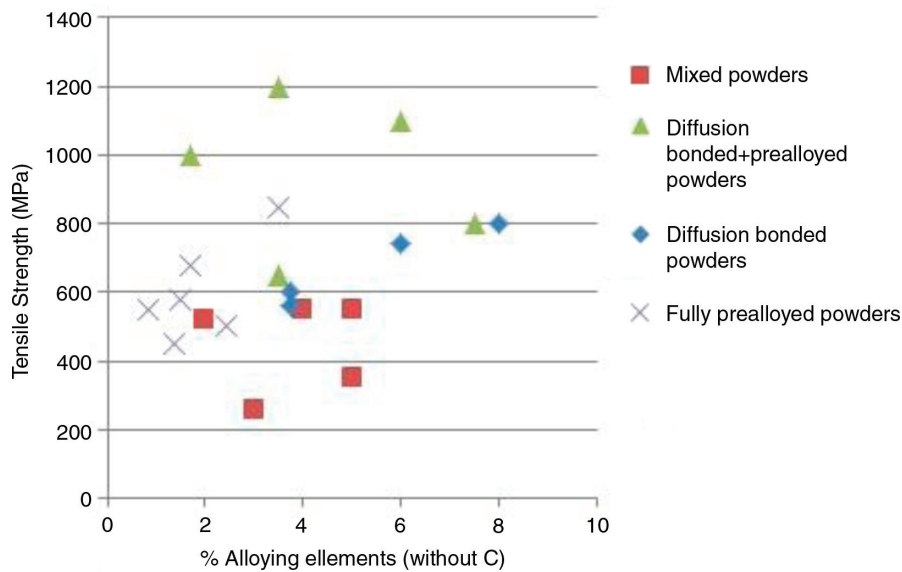 1400
1200
1000
800
600
400
200
0
Tensile Strength (MPa)
0 2 4 6 8 10
% Alloying ellements (without C)
Mixed powders
Diffusion
bonded+prealloyed
powders
Diffusion bonded
powders
Fully prealloyed powders